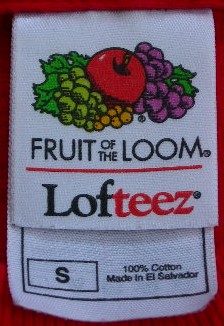 FRUIT OF THE LOOM®
Lofteez®
S
100% Cotton
Made in El Salvador